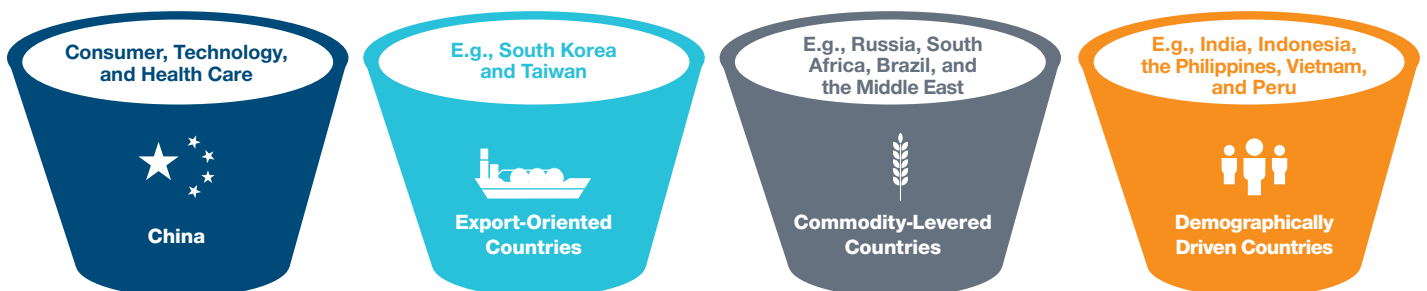 Consumer, Technology,
and Health Care
China
E.g., South Korea
and Taiwan
Export-Oriented
Countries
E.g., Russia, South
Africa, Brazil, and
the Middle East
Commodity-Levered
Countries
E.g., India, Indonesia,
the Philippines, Vietnam,
and Peru
Demographically
Driven Countries